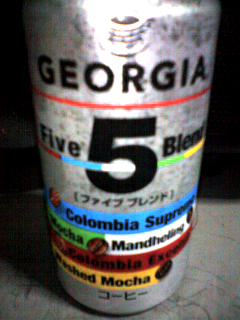 GEORGIA
Five 5 Blend
[ファイブ ブレンド]
Colombia Supremo
Mocha Mandheling
Colombia Excel
Washed Mocha
コーヒー